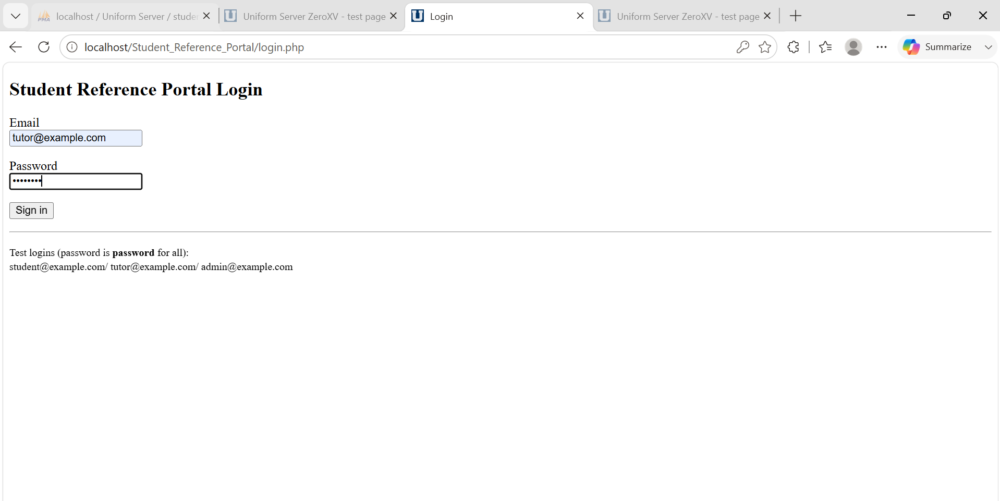 localhost / Uniform Server / stude
Uniform Server ZeroXV - test page
Login
Uniform Server ZeroXV - test page
localhost/Student_Reference_Portal/login.php
Summarize
Student Reference Portal Login
Email
tutor@example.com
Password
••••••••
Sign in
Test logins (password is password for all):
student@example.com/ tutor@example.com/ admin@example.com